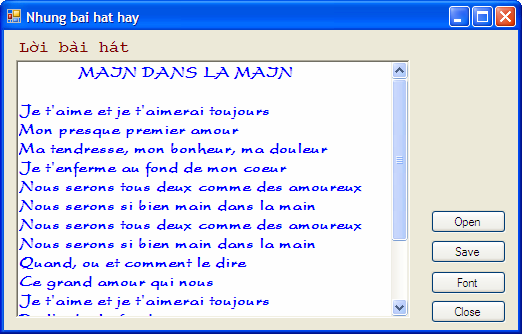 Nhung bai hat hay
Lời bài hát
MAIN DANS LA MAIN
Je t'aime et je t'aimerai toujours
Mon presque premier amour
Ma tendresse, mon bonheur, ma douleur
Je t'enferme au fond de mon coeur
Nous serons tous deux comme des amoureux
Nous serons si bien main dans la main
Nous serons tous deux comme des amoureux
Nous serons si bien main dans la main
Quand, ou et comment le dire
Ce grand amour qui nous
Je t'aime et je t'aimerai toujours
Open
Save
Font
Close